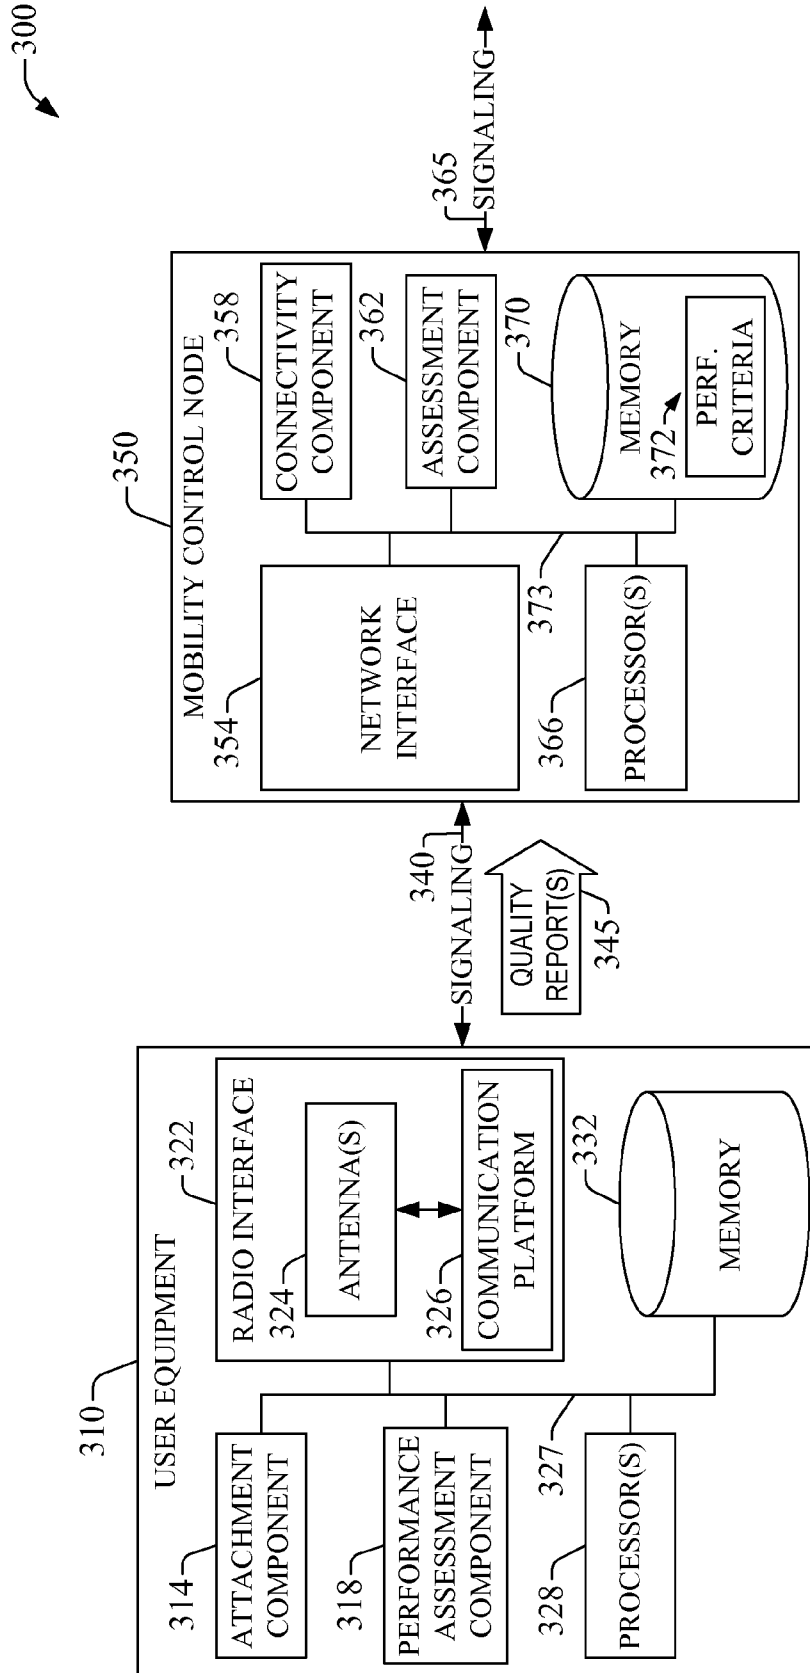 300
310
USER EQUIPMENT
314
ATTACHMENT
COMPONENT
318
PERFORMANCE
ASSESSMENT
COMPONENT
328
PROCESSOR(S)
327
322
RADIO INTERFACE
324
ANTENNA(S)
326
COMMUNICATION
PLATFORM
332
MEMORY
340
SIGNALING
QUALITY
REPORT(S)
345
350
MOBILITY CONTROL NODE
354
NETWORK
INTERFACE
366
PROCESSOR(S)
373
358
CONNECTIVITY
COMPONENT
362
ASSESSMENT
COMPONENT
370
MEMORY
372
PERF.
CRITERIA
365
SIGNALING